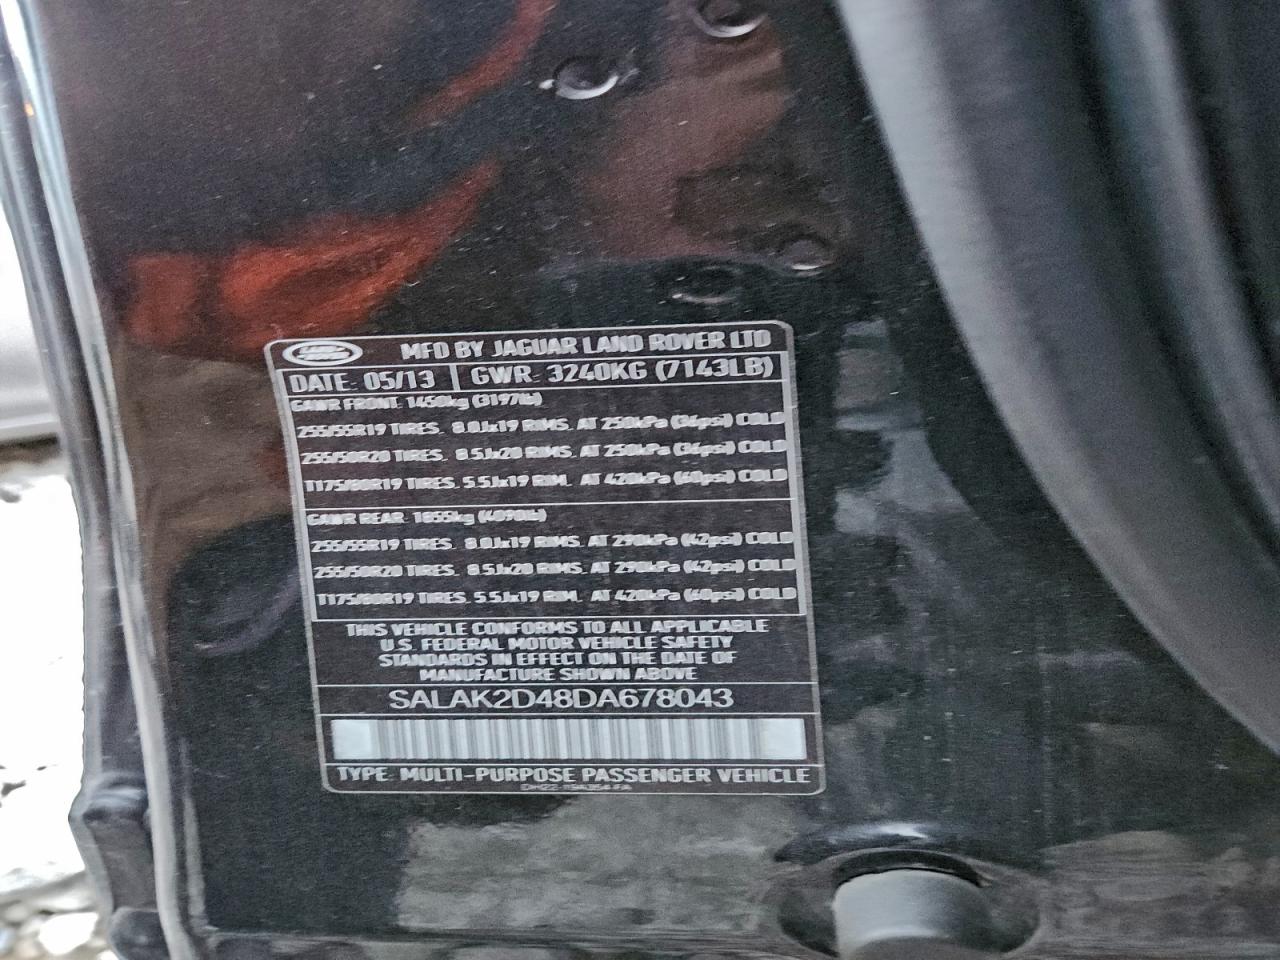 LAND ROVER
MFD BY JAGUAR LAND ROVER LTD
DATE: 05/13 GWR: 3240KG (7143LB)
GAWR FRONT: 1450kg (3197lb)
255/55R19 TIRES. 8.0Jx19 RIMS. AT 250kPa (36psi) COLD
255/50R20 TIRES. 8.5Jx20 RIMS. AT 250kPa (36psi) COLD
T175/80R19 TIRES. 5.5Jx19 RIM. AT 420kPa (60psi) COLD
GAWR REAR: 1855kg (4090lb)
255/55R19 TIRES. 8.0Jx19 RIMS. AT 290kPa (42psi) COLD
255/50R20 TIRES. 8.5Jx20 RIMS. AT 290kPa (42psi) COLD
T175/80R19 TIRES. 5.5Jx19 RIM. AT 420kPa (60psi) COLD
THIS VEHICLE CONFORMS TO ALL APPLICABLE
U.S. FEDERAL MOTOR VEHICLE SAFETY
STANDARDS IN EFFECT ON THE DATE OF
MANUFACTURE SHOWN ABOVE
SALAK2D48DA678043
TYPE: MULTI-PURPOSE PASSENGER VEHICLE
DH22-19A354-FA